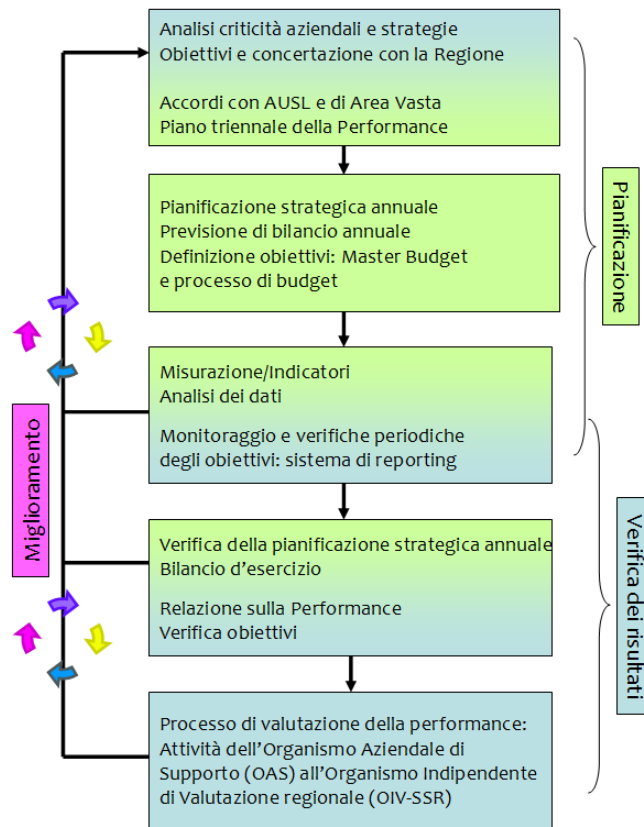 Analisi criticità aziendali e strategie
Obiettivi e concertazione con la Regione
Accordi con AUSL e di Area Vasta
Piano triennale della Performance
Pianificazione strategica annuale
Previsione di bilancio annuale
Definizione obiettivi: Master Budget
e processo di budget
Pianificazione
Misurazione/Indicatori
Analisi dei dati
Monitoraggio e verifiche periodiche
degli obiettivi: sistema di reporting
Miglioramento
Verifica della pianificazione strategica annuale
Bilancio d'esercizio
Relazione sulla Performance
Verifica obiettivi
Verifica dei risultati
Processo di valutazione della performance:
Attività dell'Organismo Aziendale di
Supporto (OAS) all'Organismo Indipendente
di Valutazione regionale (OIV-SSR)